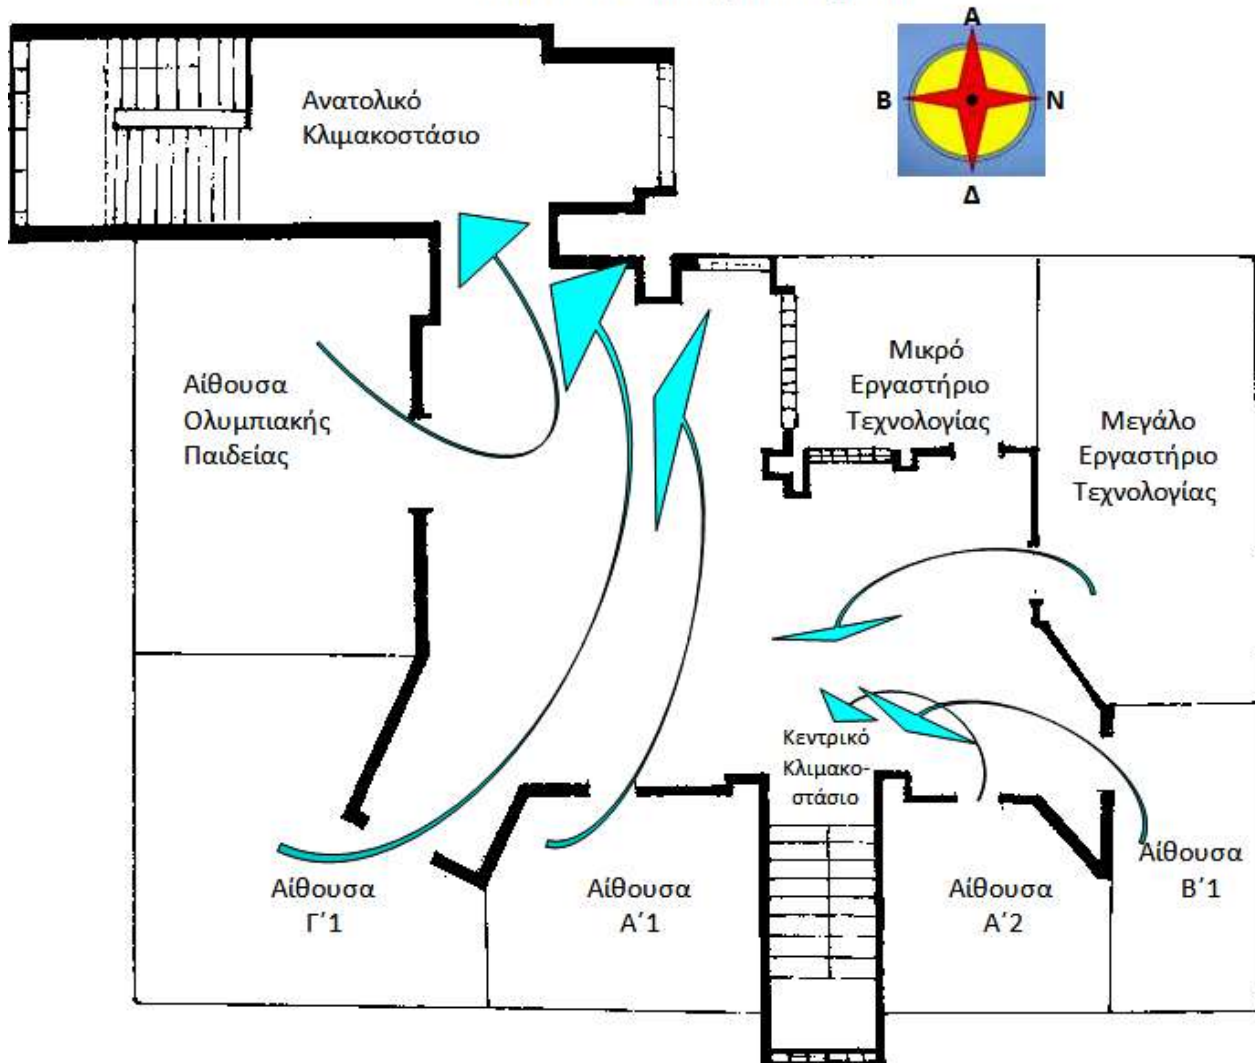 Α
Β
Ν
Δ
Ανατολικό
Κλιμακοστάσιο
Αίθουσα
Ολυμπιακής
Παιδείας
Μικρό
Εργαστήριο
Τεχνολογίας
Μεγάλο
Εργαστήριο
Τεχνολογίας
Κεντρικό
Κλιμακο-
στάσιο
Αίθουσα
Γ΄1
Αίθουσα
Α΄1
Αίθουσα
Α΄2
Αίθουσα
Β΄1